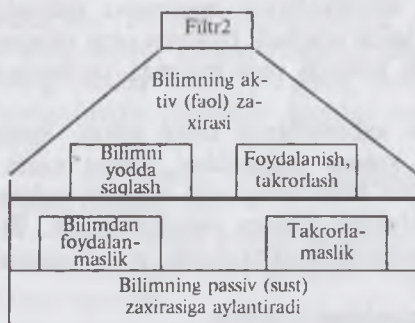 Filtr2
Bilimning ak-
tiv (faol) za-
xirasi
Bilimni
yodda
saqlash
Foydalanish,
takrorlash
Bilimdan
foydalan-
maslik
Takrorla-
maslik
Bilimning passiv (sust)
zaxirasiga aylantiradi